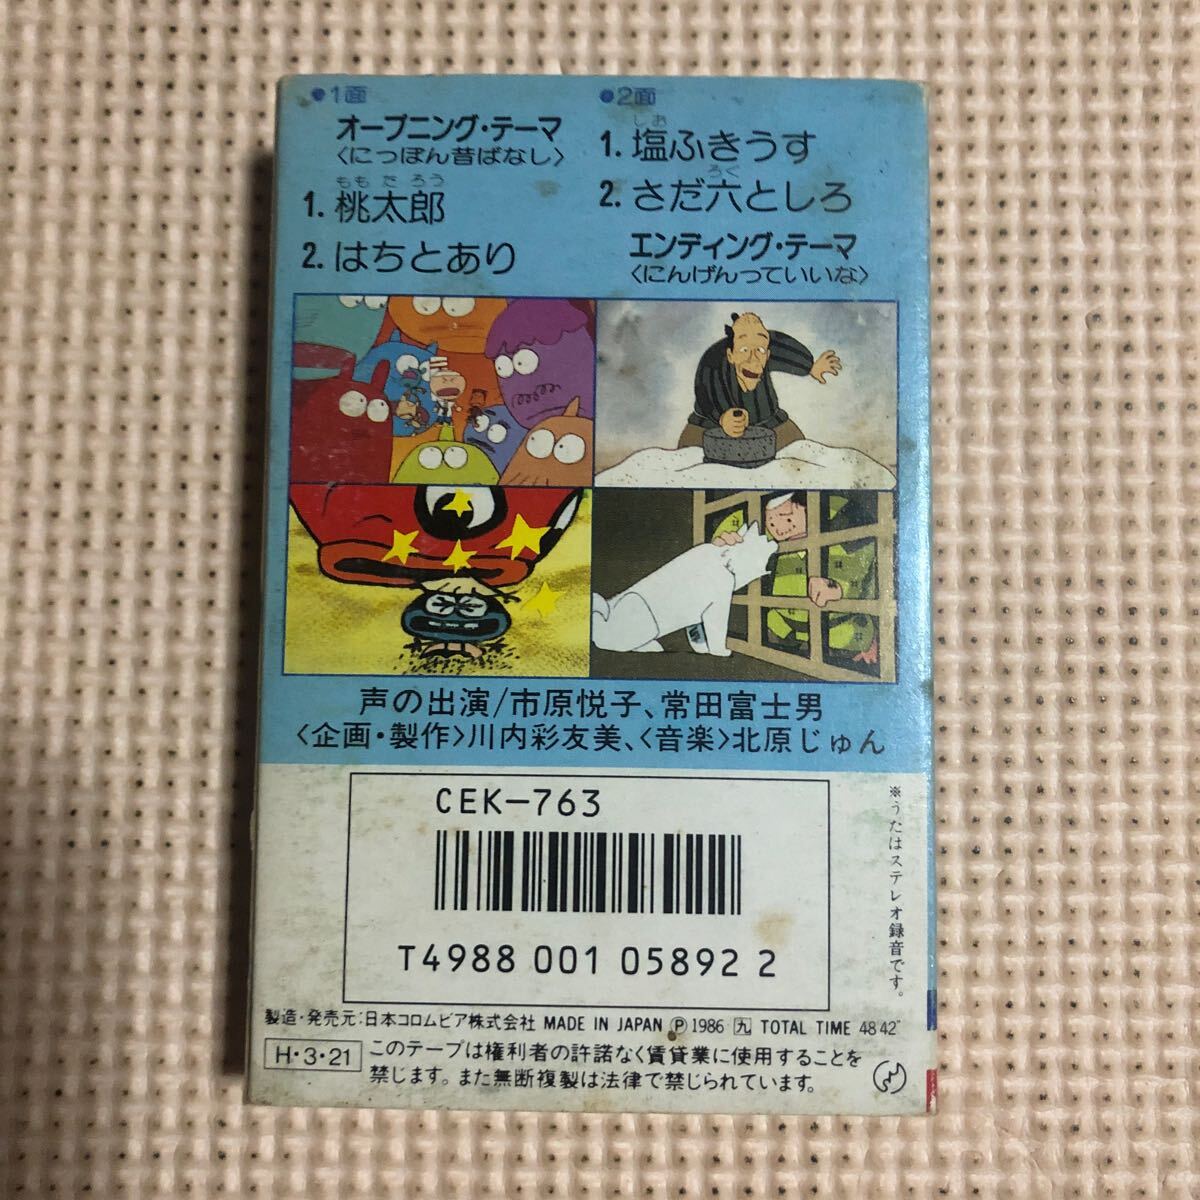 ●1面
オープニング・テーマ
〈にっぽん昔ばなし〉
ももたろう
1. 桃太郎
2. はちとあり
●2面
しお
1. 塩ふきうす
ろく
2. さだ六としろ
エンディング・テーマ
〈にんげんっていいな〉
声の出演/市原悦子、常田富士男
〈企画・製作〉川内彩友美、〈音楽〉北原じゅん
CEK-763
T4988 001 05892 2
※うたはステレオ録音です。
製造・発売元:日本コロムビア株式会社 MADE IN JAPAN Ⓟ1986 九 TOTAL TIME 48'42"
H・3・21
このテープは権利者の許諾なく賃貸業に使用することを
禁じます。また無断複製は法律で禁じられています。